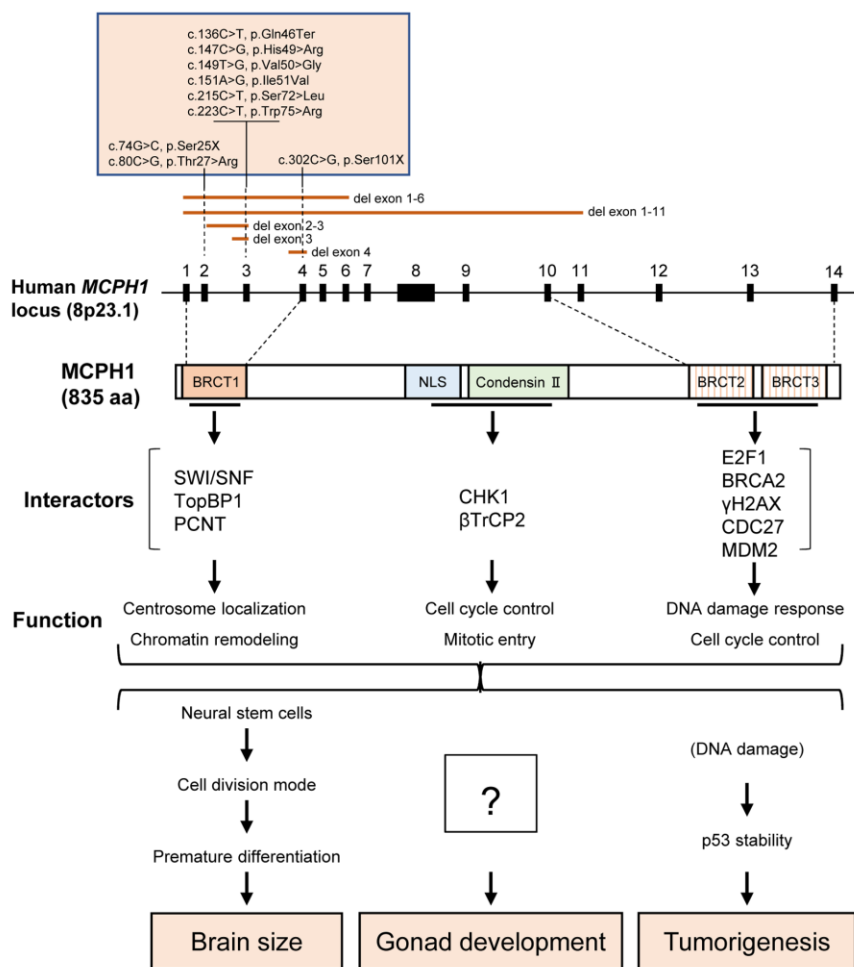 c.136C>T, p.Gln46Ter
c.147C>G, p.His49>Arg
c.149T>G, p.Val50>Gly
c.151A>G, p.Ile51Val
c.215C>T, p.Ser72>Leu
c.223C>T, p.Trp75>Arg
c.74G>C, p.Ser25X
c.80C>G, p.Thr27>Arg
c.302C>G, p.Ser101X
del exon 1-6
del exon 1-11
del exon 2-3
del exon 3
del exon 4
1 2 3 4 5 6 7 8 9 10 11 12 13 14
Human MCPH1
locus (8p23.1)
MCPH1
(835 aa)
BRCT1 NLS Condensin II BRCT2 BRCT3
Interactors
SWI/SNF
TopBP1
PCNT
CHK1
βTrCP2
E2F1
BRCA2
γH2AX
CDC27
MDM2
Function
Centrosome localization
Chromatin remodeling
Cell cycle control
Mitotic entry
DNA damage response
Cell cycle control
Neural stem cells
Cell division mode
Premature differentiation
?
(DNA damage)
p53 stability
Brain size
Gonad development
Tumorigenesis